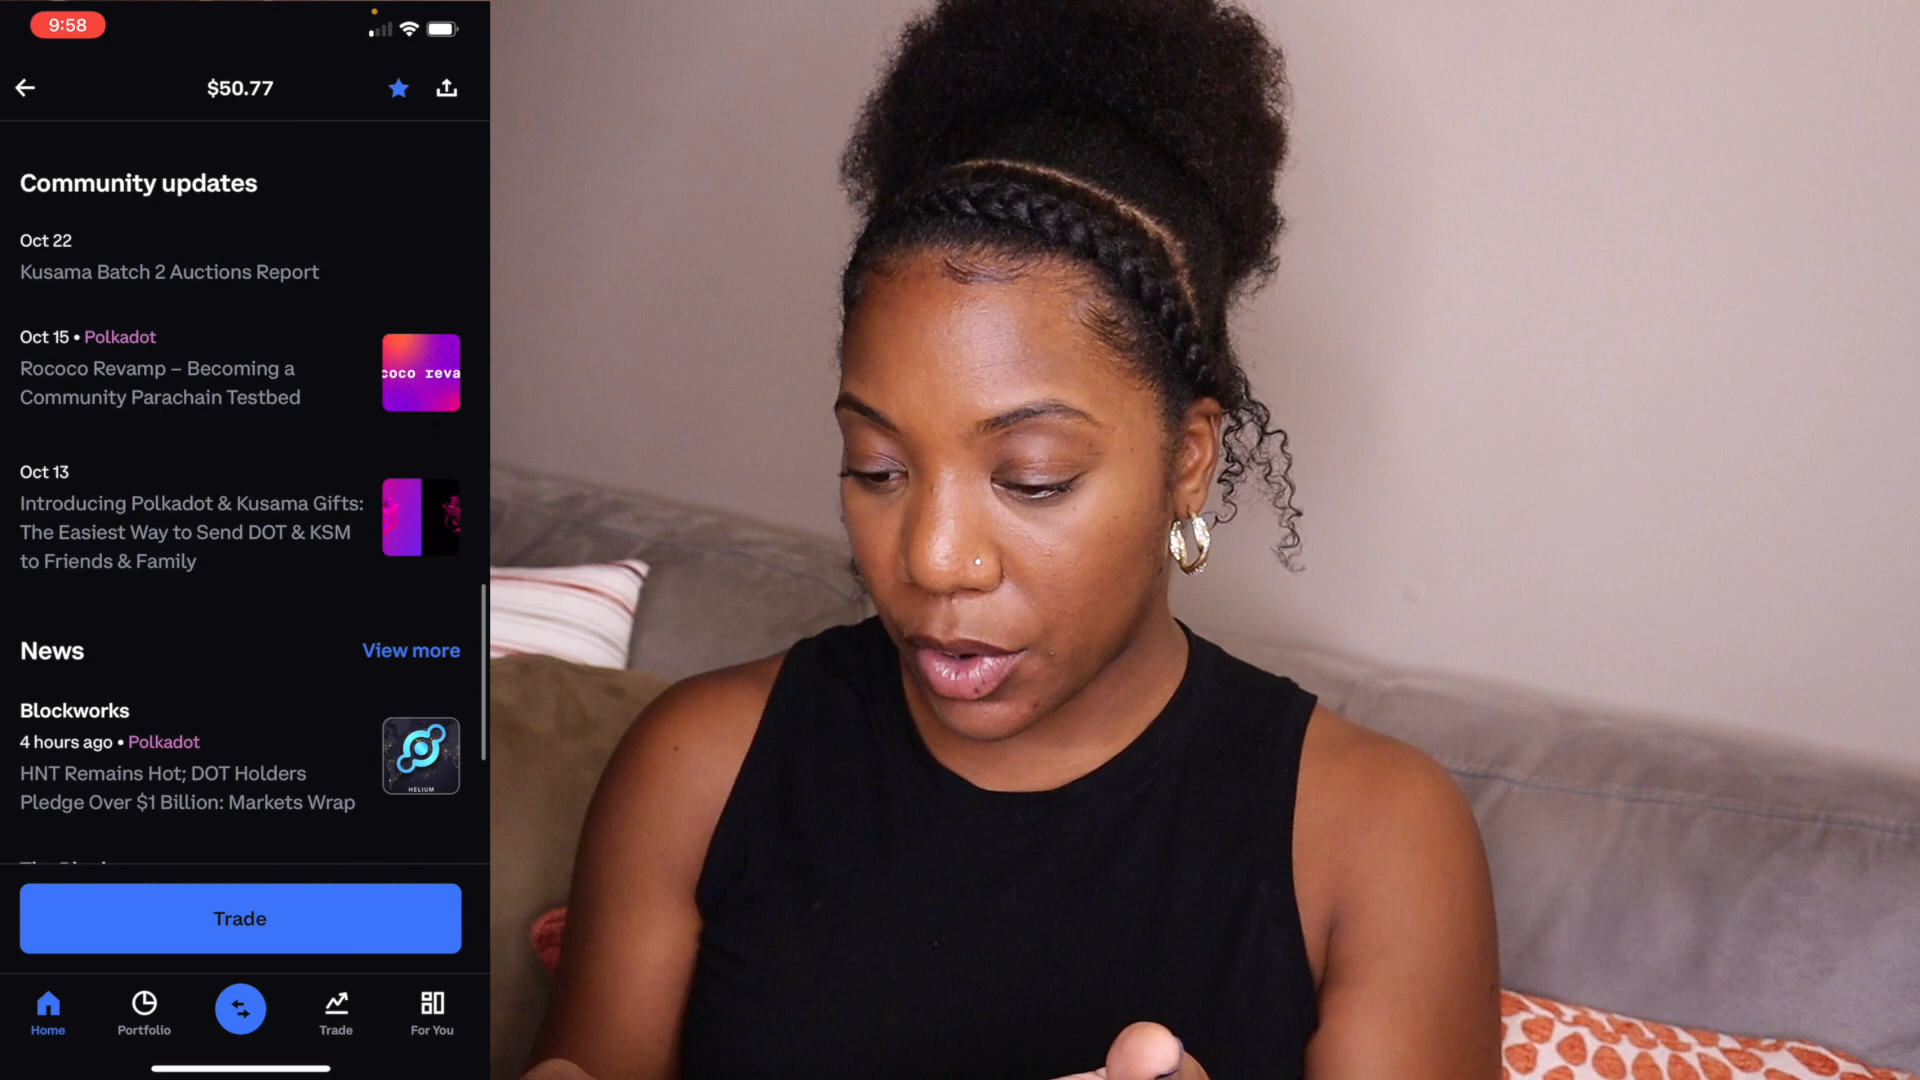 9:58
$50.77
Community updates
Oct 22
Kusama Batch 2 Auctions Report
Oct 15 • Polkadot
Rococo Revamp – Becoming a
Community Parachain Testbed
coco reva
Oct 13
Introducing Polkadot & Kusama Gifts:
The Easiest Way to Send DOT & KSM
to Friends & Family
News
View more
Blockworks
4 hours ago • Polkadot
HNT Remains Hot; DOT Holders
Pledge Over $1 Billion: Markets Wrap
HELIUM
Trade
Home
Portfolio
Trade
For You